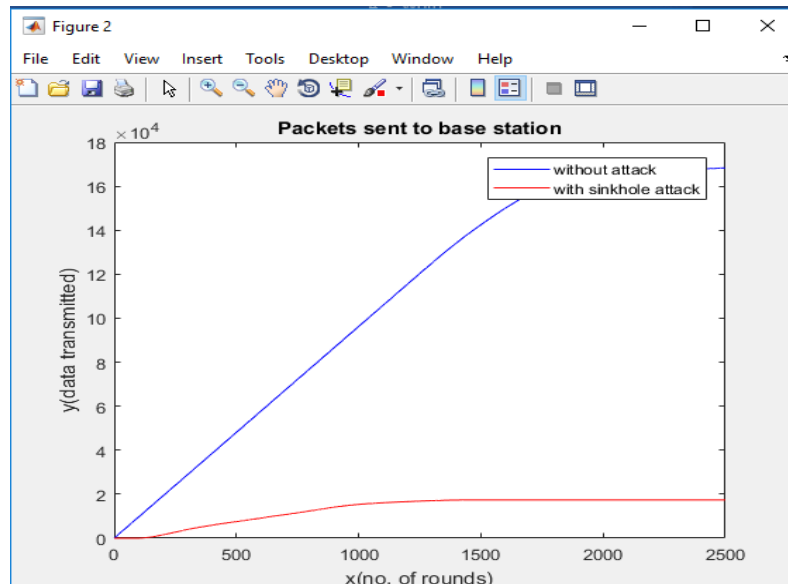 Figure 2
File Edit View Insert Tools Desktop Window Help
Packets sent to base station
×10⁴
18
16
14
12
10
8
6
4
2
0
y(data transmitted)
without attack
with sinkhole attack
0 500 1000 1500 2000 2500
x(no. of rounds)